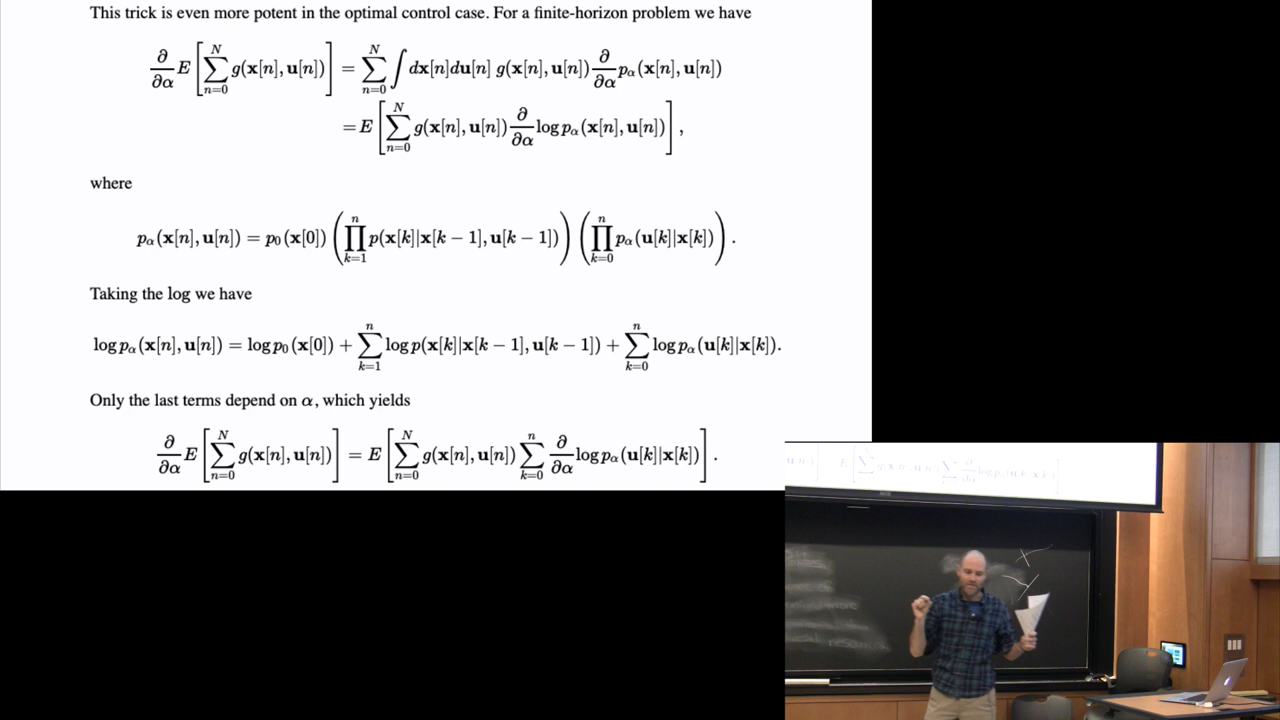 This trick is even more potent in the optimal control case. For a finite-horizon problem we have
∂/∂α E[∑_{n=0}^{N} g(x[n], u[n])] = ∑_{n=0}^{N} ∫ dx[n]du[n] g(x[n], u[n]) ∂/∂α p_α(x[n], u[n])
= E[∑_{n=0}^{N} g(x[n], u[n]) ∂/∂α log p_α(x[n], u[n])],
where
p_α(x[n], u[n]) = p_0(x[0]) (∏_{k=1}^{n} p(x[k]|x[k − 1], u[k − 1])) (∏_{k=0}^{n} p_α(u[k]|x[k])).
Taking the log we have
log p_α(x[n], u[n]) = log p_0(x[0]) + ∑_{k=1}^{n} log p(x[k]|x[k − 1], u[k − 1]) + ∑_{k=0}^{n} log p_α(u[k]|x[k]).
Only the last terms depend on α, which yields
∂/∂α E[∑_{n=0}^{N} g(x[n], u[n])] = E[∑_{n=0}^{N} g(x[n], u[n]) ∑_{k=0}^{n} ∂/∂α log p_α(u[k]|x[k])].